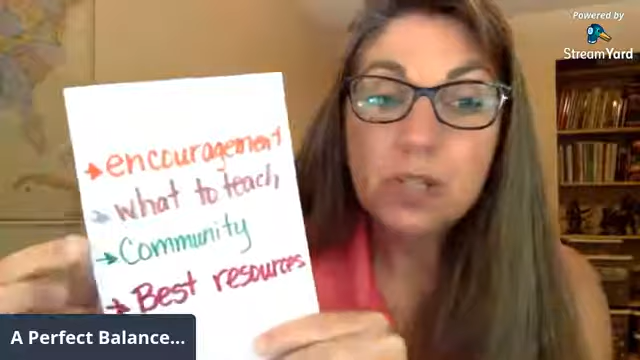 Powered by
StreamYard
→ encouragement
→ what to teach,
→ Community
→ Best resources
A Perfect Balance...